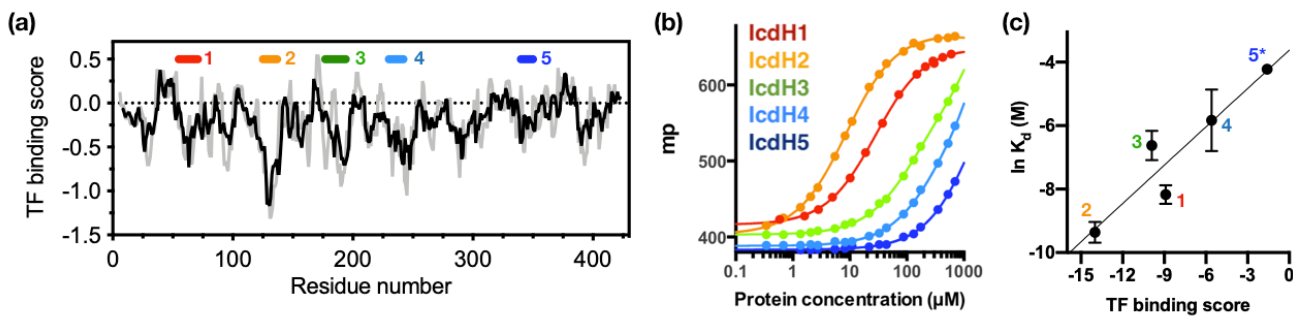 (a)
TF binding score
0.5
0.0
-0.5
-1.0
-1.5
1
2
3
4
5
0
100
200
300
400
Residue number
(b)
IcdH1
IcdH2
IcdH3
IcdH4
IcdH5
mp
600
500
400
0.1
1
10
100
1000
Protein concentration (µM)
(c)
ln Kd (M)
-4
-6
-8
-10
5*
4
3
1
2
-15
-12
-9
-6
-3
0
TF binding score